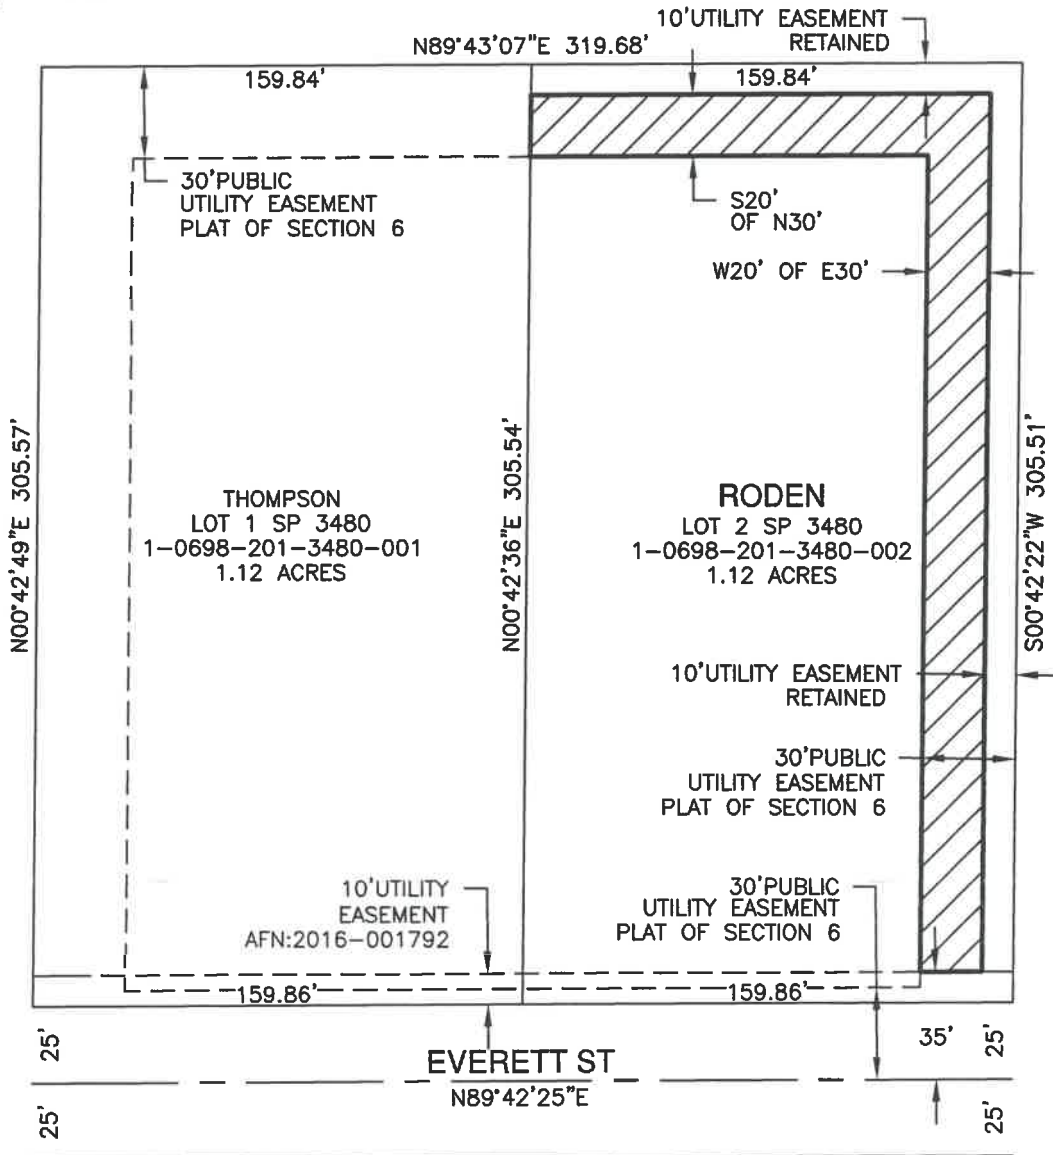 10'UTILITY EASEMENT
RETAINED
N89°43'07"E 319.68'
159.84'
159.84'
30'PUBLIC
UTILITY EASEMENT
PLAT OF SECTION 6
S20'
OF N30'
W20' OF E30'
N00°42'49"E 305.57'
N00°42'36"E 305.54'
S00°42'22"W 305.51'
THOMPSON
LOT 1 SP 3480
1-0698-201-3480-001
1.12 ACRES
RODEN
LOT 2 SP 3480
1-0698-201-3480-002
1.12 ACRES
10'UTILITY EASEMENT
RETAINED
30'PUBLIC
UTILITY EASEMENT
PLAT OF SECTION 6
10'UTILITY
EASEMENT
AFN:2016-001792
30'PUBLIC
UTILITY EASEMENT
PLAT OF SECTION 6
159.86'
159.86'
25'
EVERETT ST
35'
25'
N89°42'25"E
25'
25'